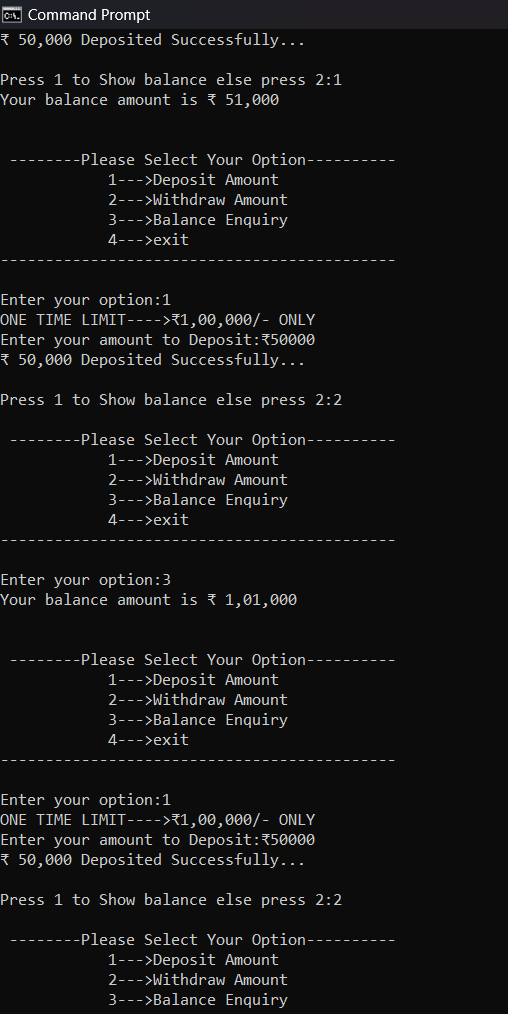 Command Prompt
₹ 50,000 Deposited Successfully...
Press 1 to Show balance else press 2:1
Your balance amount is ₹ 51,000
--------Please Select Your Option----------
1--->Deposit Amount
2--->Withdraw Amount
3--->Balance Enquiry
4--->exit
--------------------------------------------
Enter your option:1
ONE TIME LIMIT---->₹1,00,000/- ONLY
Enter your amount to Deposit:₹50000
₹ 50,000 Deposited Successfully...
Press 1 to Show balance else press 2:2
--------Please Select Your Option----------
1--->Deposit Amount
2--->Withdraw Amount
3--->Balance Enquiry
4--->exit
--------------------------------------------
Enter your option:3
Your balance amount is ₹ 1,01,000
--------Please Select Your Option----------
1--->Deposit Amount
2--->Withdraw Amount
3--->Balance Enquiry
4--->exit
--------------------------------------------
Enter your option:1
ONE TIME LIMIT---->₹1,00,000/- ONLY
Enter your amount to Deposit:₹50000
₹ 50,000 Deposited Successfully...
Press 1 to Show balance else press 2:2
--------Please Select Your Option----------
1--->Deposit Amount
2--->Withdraw Amount
3--->Balance Enquiry